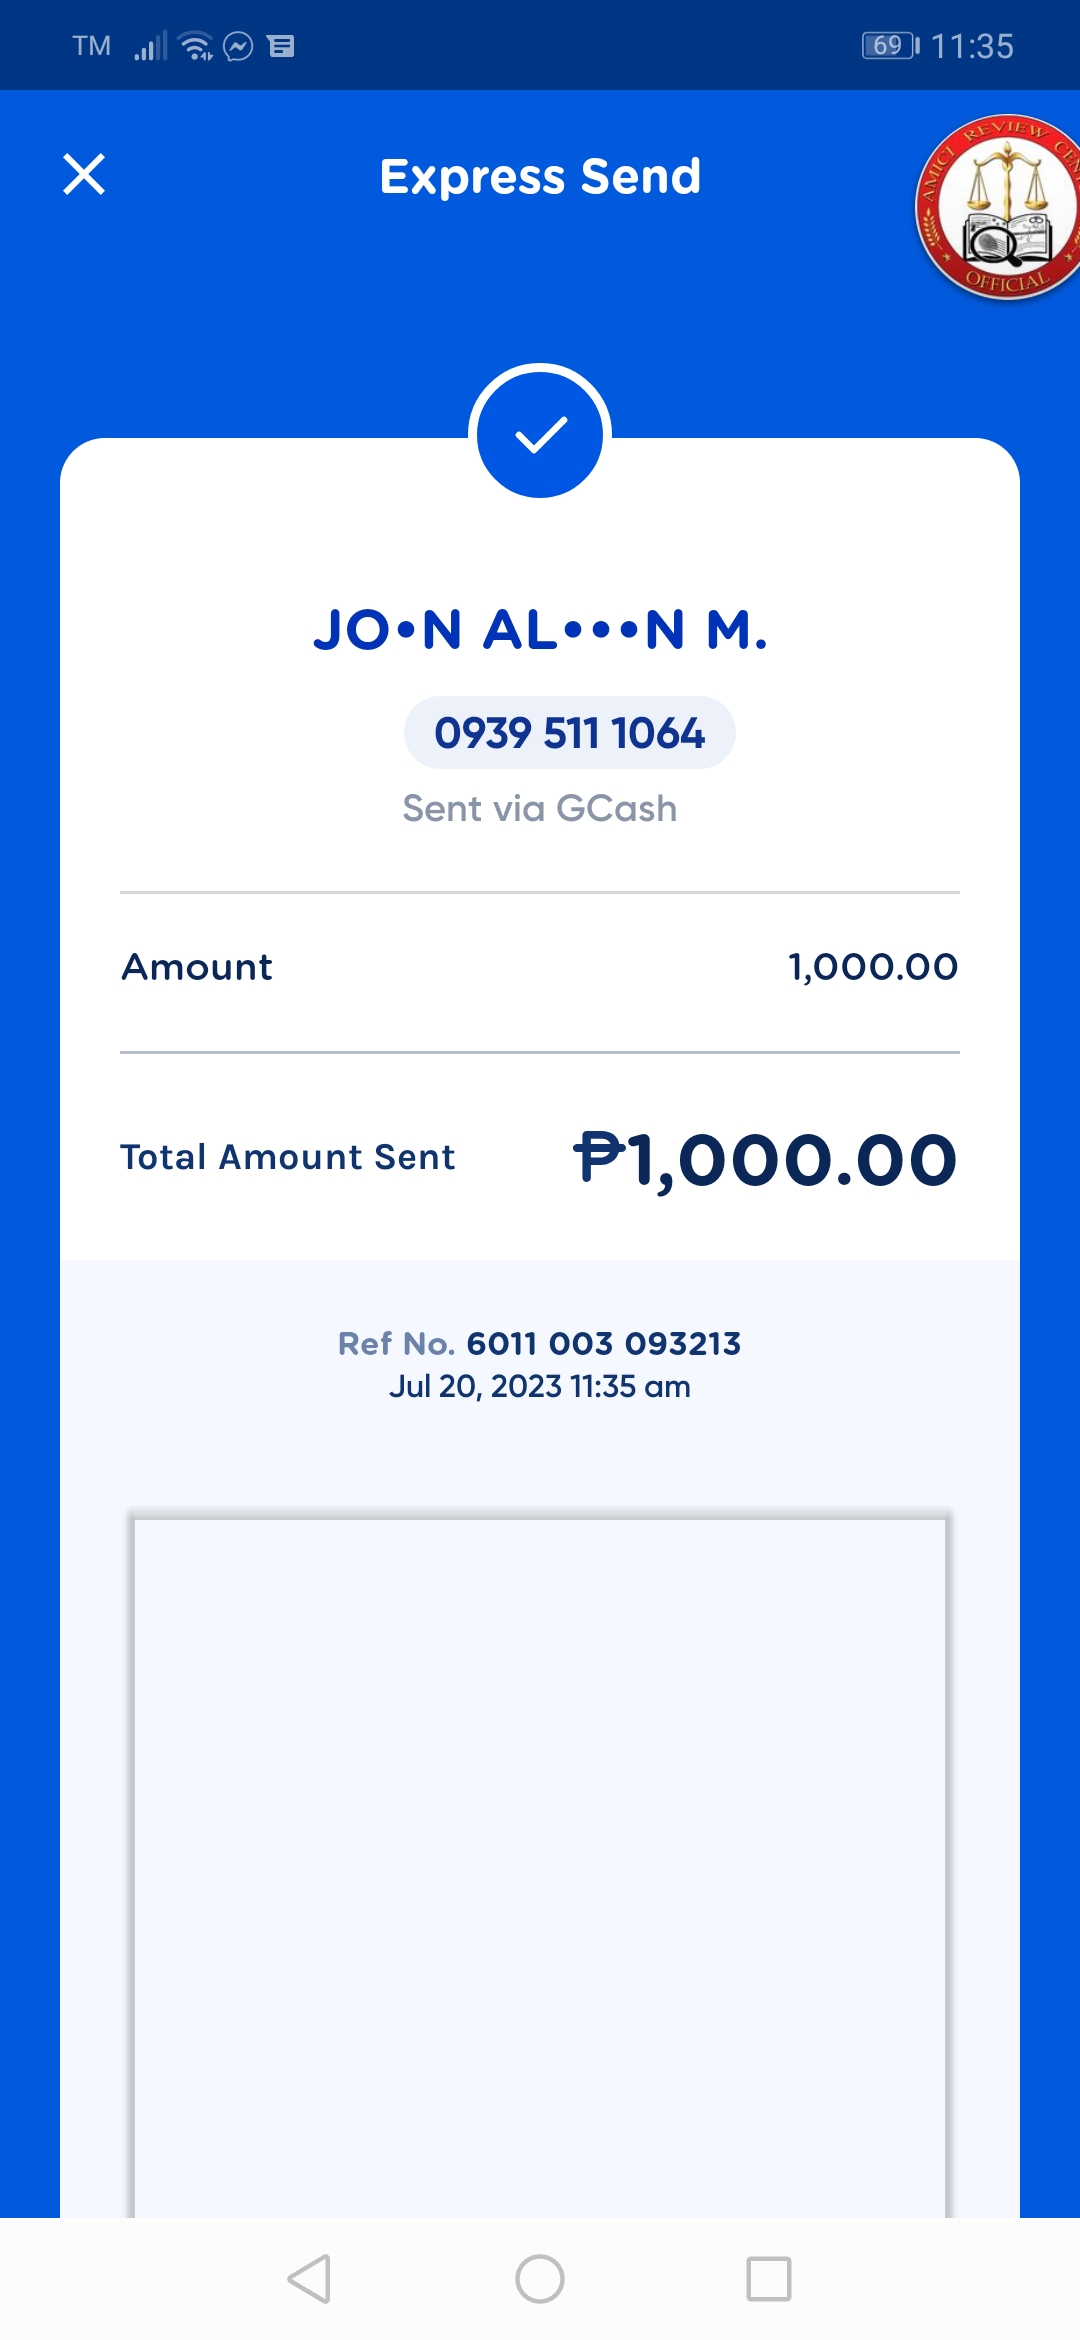 TM 69 11:35
Express Send
AMICI REVIEW
OFFICIAL
JO•N AL•••N M.
0939 511 1064
Sent via GCash
Amount 1,000.00
Total Amount Sent ₱1,000.00
Ref No. 6011 003 093213
Jul 20, 2023 11:35 am